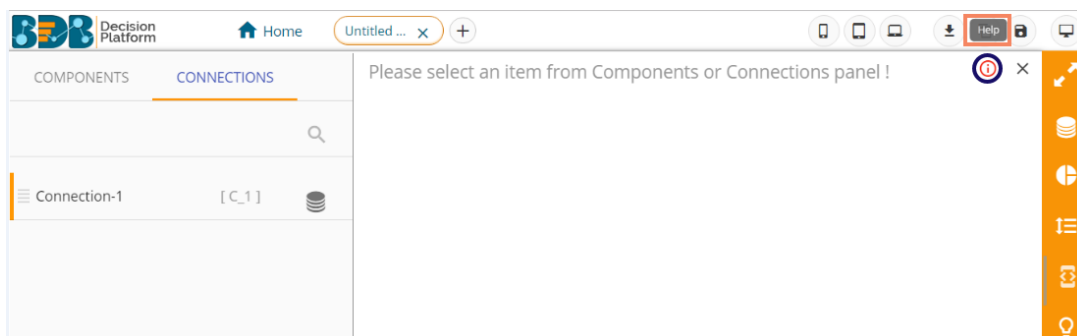 BDB Decision Platform
Home
Untitled ...
Help
COMPONENTS
CONNECTIONS
Please select an item from Components or Connections panel !
Connection-1
[ C_1 ]